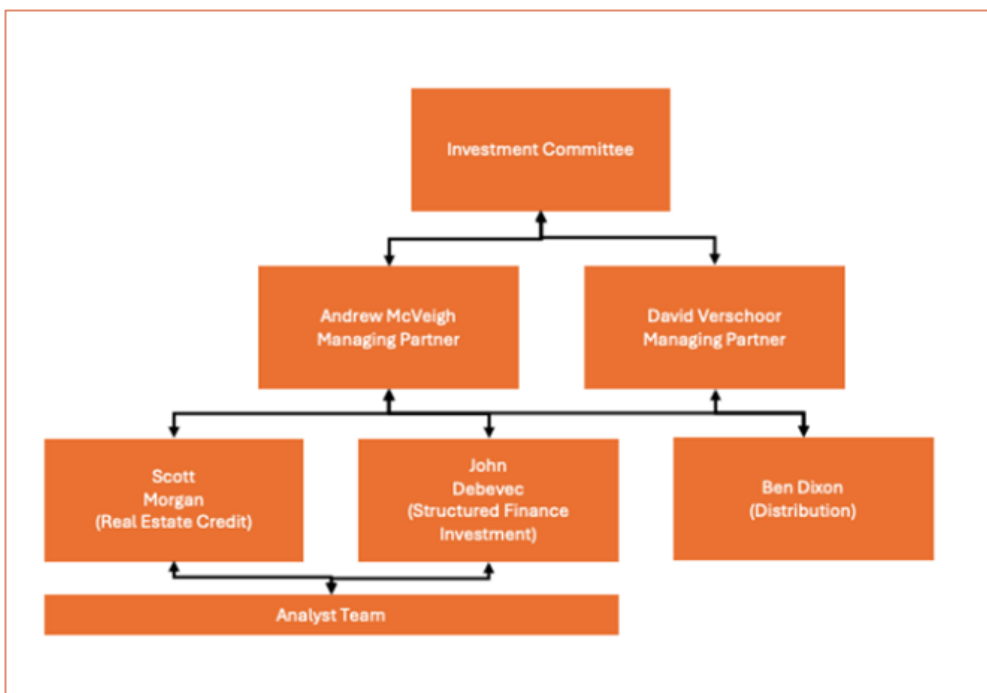 Investment Committee
Andrew McVeigh
Managing Partner
David Verschoor
Managing Partner
Scott
Morgan
(Real Estate Credit)
John
Debevec
(Structured Finance
Investment)
Ben Dixon
(Distribution)
Analyst Team